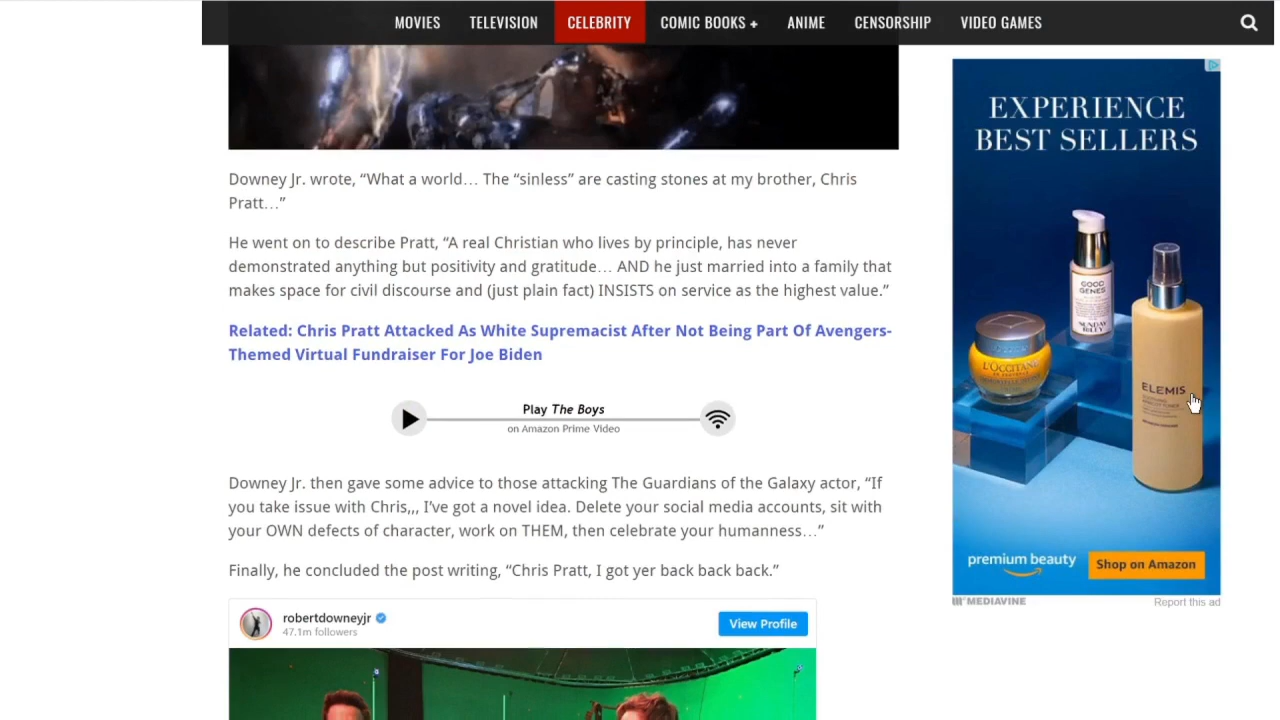 MOVIES TELEVISION CELEBRITY COMIC BOOKS + ANIME CENSORSHIP VIDEO GAMES
Downey Jr. wrote, “What a world… The “sinless” are casting stones at my brother, Chris
Pratt…”
He went on to describe Pratt, “A real Christian who lives by principle, has never
demonstrated anything but positivity and gratitude… AND he just married into a family that
makes space for civil discourse and (just plain fact) INSISTS on service as the highest value.”
Related: Chris Pratt Attacked As White Supremacist After Not Being Part Of Avengers-
Themed Virtual Fundraiser For Joe Biden
Play The Boys
on Amazon Prime Video
Downey Jr. then gave some advice to those attacking The Guardians of the Galaxy actor, “If
you take issue with Chris,,, I’ve got a novel idea. Delete your social media accounts, sit with
your OWN defects of character, work on THEM, then celebrate your humanness…”
Finally, he concluded the post writing, “Chris Pratt, I got yer back back back.”
robertdowneyjr
47.1m followers
View Profile
EXPERIENCE
BEST SELLERS
GOOD
GENES
SUNDAY
RILEY
L'OCCITANE
ELEMIS
premium beauty
Shop on Amazon
MEDIAVINE
Report this ad